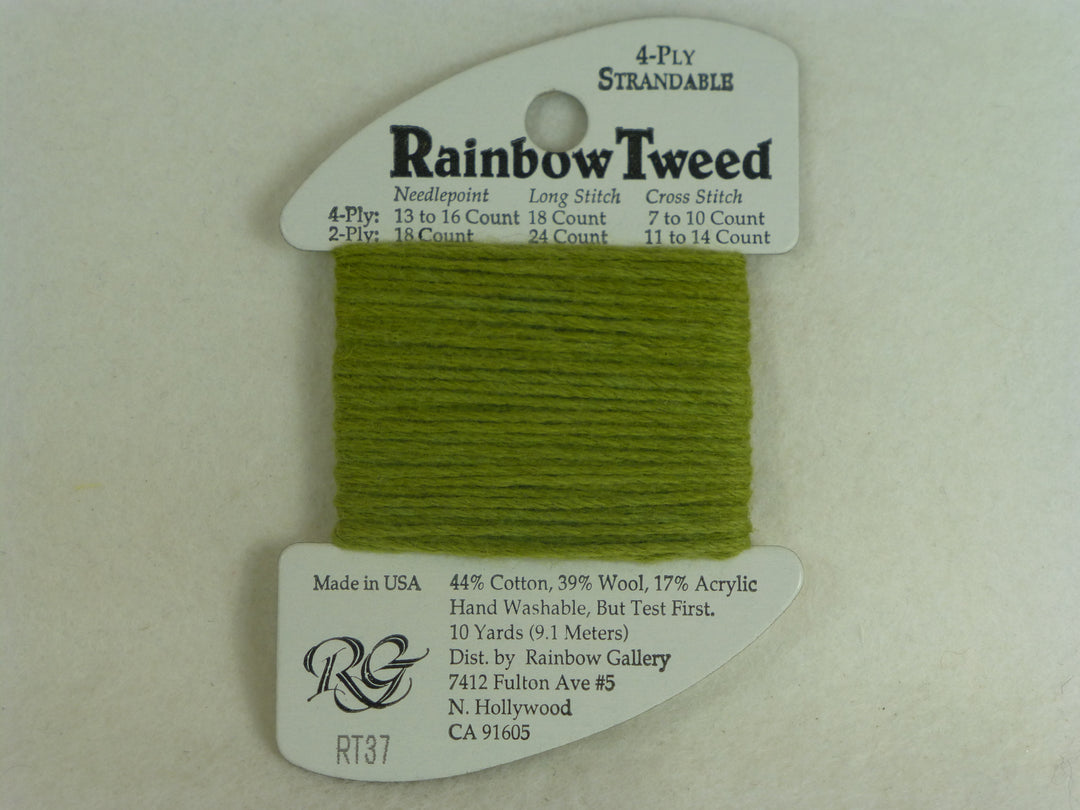 4-PLY
STRANDABLE
Rainbow Tweed
Needlepoint Long Stitch Cross Stitch
4-Ply: 13 to 16 Count 18 Count 7 to 10 Count
2-Ply: 18 Count 24 Count 11 to 14 Count
Made in USA 44% Cotton, 39% Wool, 17% Acrylic
Hand Washable, But Test First.
10 Yards (9.1 Meters)
Dist. by Rainbow Gallery
7412 Fulton Ave #5
N. Hollywood
CA 91605
RG
RT37